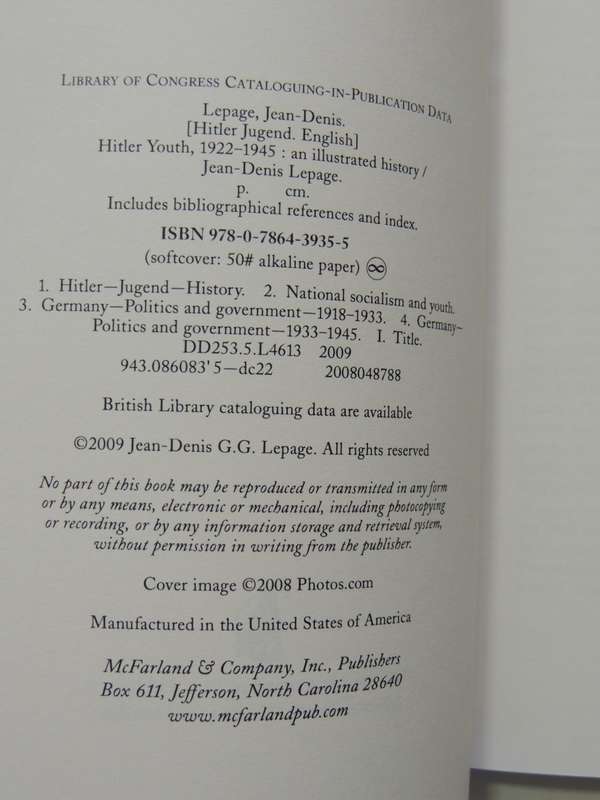 LIBRARY OF CONGRESS CATALOGUING-IN-PUBLICATION DATA
Lepage, Jean-Denis.
[Hitler Jugend. English]
Hitler Youth, 1922–1945 : an illustrated history /
Jean-Denis Lepage.
p. cm.
Includes bibliographical references and index.
ISBN 978-0-7864-3935-5
(softcover: 50# alkaline paper) ∞
1. Hitler—Jugend—History. 2. National socialism and youth.
3. Germany—Politics and government—1918–1933. 4. Germany—
Politics and government—1933–1945. I. Title.
DD253.5.L4613 2009
943.086083'5—dc22 2008048788
British Library cataloguing data are available
©2009 Jean-Denis G.G. Lepage. All rights reserved
No part of this book may be reproduced or transmitted in any form
or by any means, electronic or mechanical, including photocopying
or recording, or by any information storage and retrieval system,
without permission in writing from the publisher.
Cover image ©2008 Photos.com
Manufactured in the United States of America
McFarland & Company, Inc., Publishers
Box 611, Jefferson, North Carolina 28640
www.mcfarlandpub.com